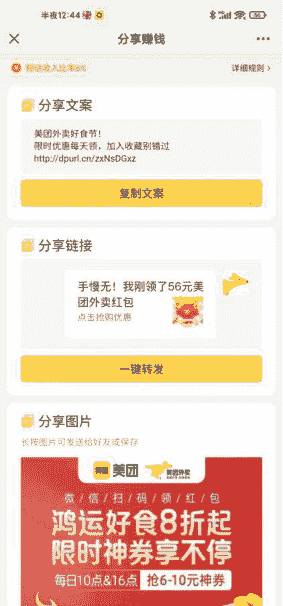 半夜12:44
56
分享赚钱
详细规则 >
分享文案
美团外卖好食节!
限时优惠每天领，加入收藏别错过
http://dpurl.cn/zxNsDGxz
复制文案
分享链接
手慢无！我刚领了56元美
团外卖红包
点击抢购优惠
一键转发
分享图片
长按图片可发送给好友或保存
美团 美团外卖
微/信/扫/码/领/红/包
鸿运好食8折起
限时神券享不停
每日10点&16点 抢6-10元神券